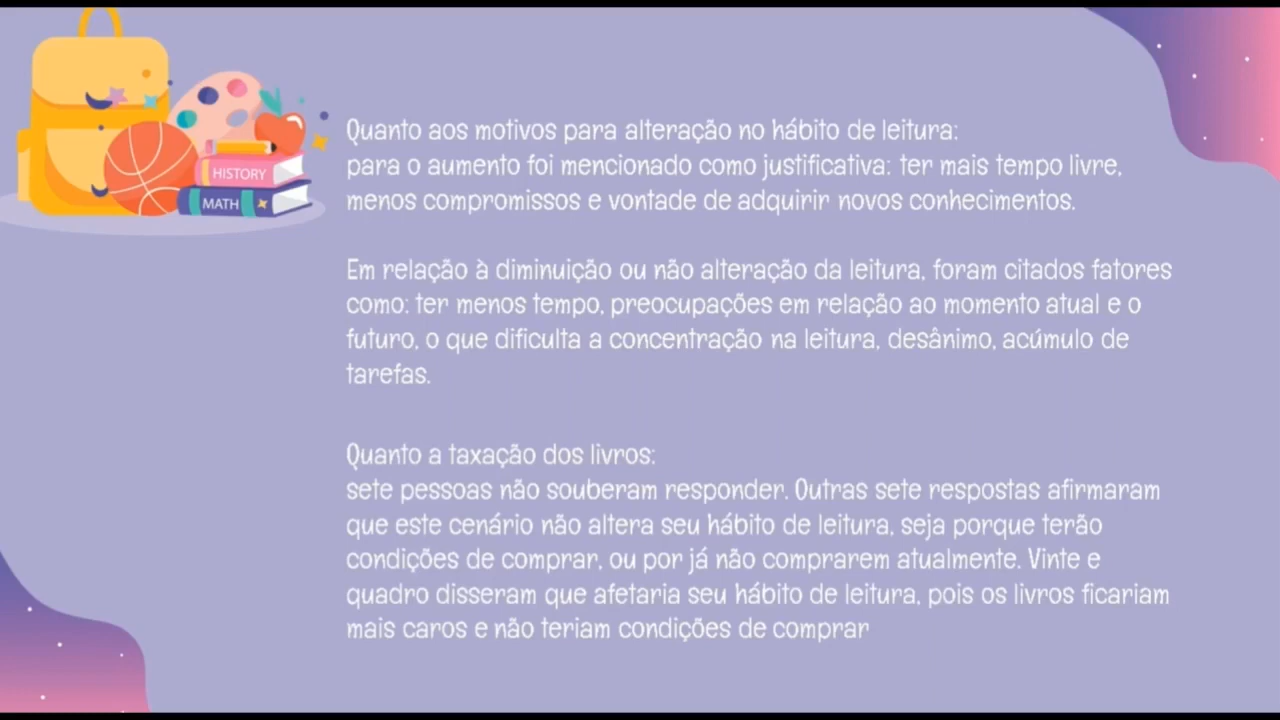 HISTORY
MATH
Quanto aos motivos para alteração no hábito de leitura:
para o aumento foi mencionado como justificativa: ter mais tempo livre,
menos compromissos e vontade de adquirir novos conhecimentos.
Em relação à diminuição ou não alteração da leitura, foram citados fatores
como: ter menos tempo, preocupações em relação ao momento atual e o
futuro, o que dificulta a concentração na leitura, desânimo, acúmulo de
tarefas.
Quanto a taxação dos livros:
sete pessoas não souberam responder. Outras sete respostas afirmaram
que este cenário não altera seu hábito de leitura, seja porque terão
condições de comprar, ou por já não comprarem atualmente. Vinte e
quadro disseram que afetaria seu hábito de leitura, pois os livros ficariam
mais caros e não teriam condições de comprar